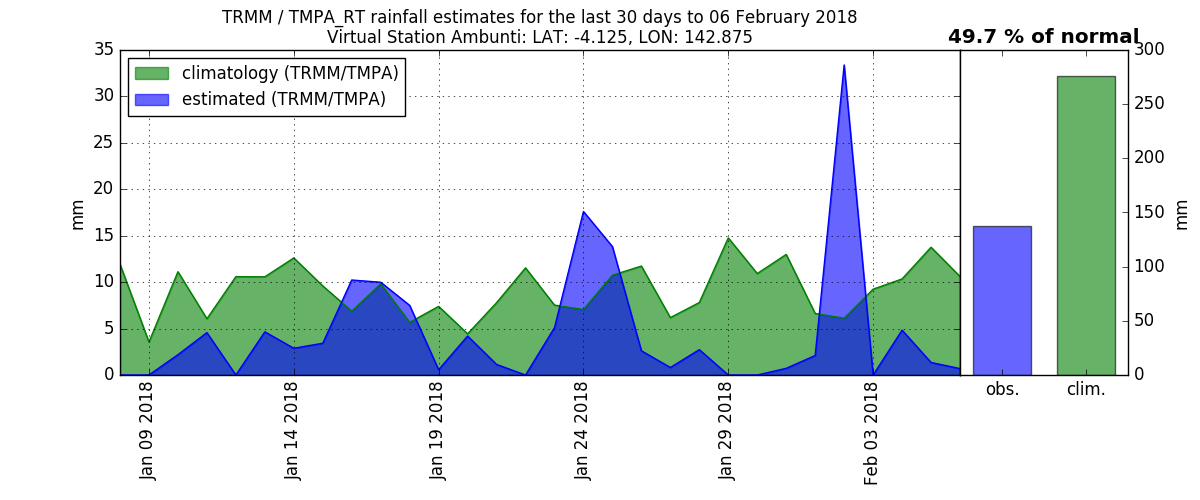 TRMM / TMPA_RT rainfall estimates for the last 30 days to 06 February 2018
Virtual Station Ambunti: LAT: -4.125, LON: 142.875
49.7 % of normal
climatology (TRMM/TMPA)
estimated (TRMM/TMPA)
35
30
25
20
15
10
5
0
mm
Jan 09 2018
Jan 14 2018
Jan 19 2018
Jan 24 2018
Jan 29 2018
Feb 03 2018
obs.
clim.
300
250
200
150
100
50
0
mm